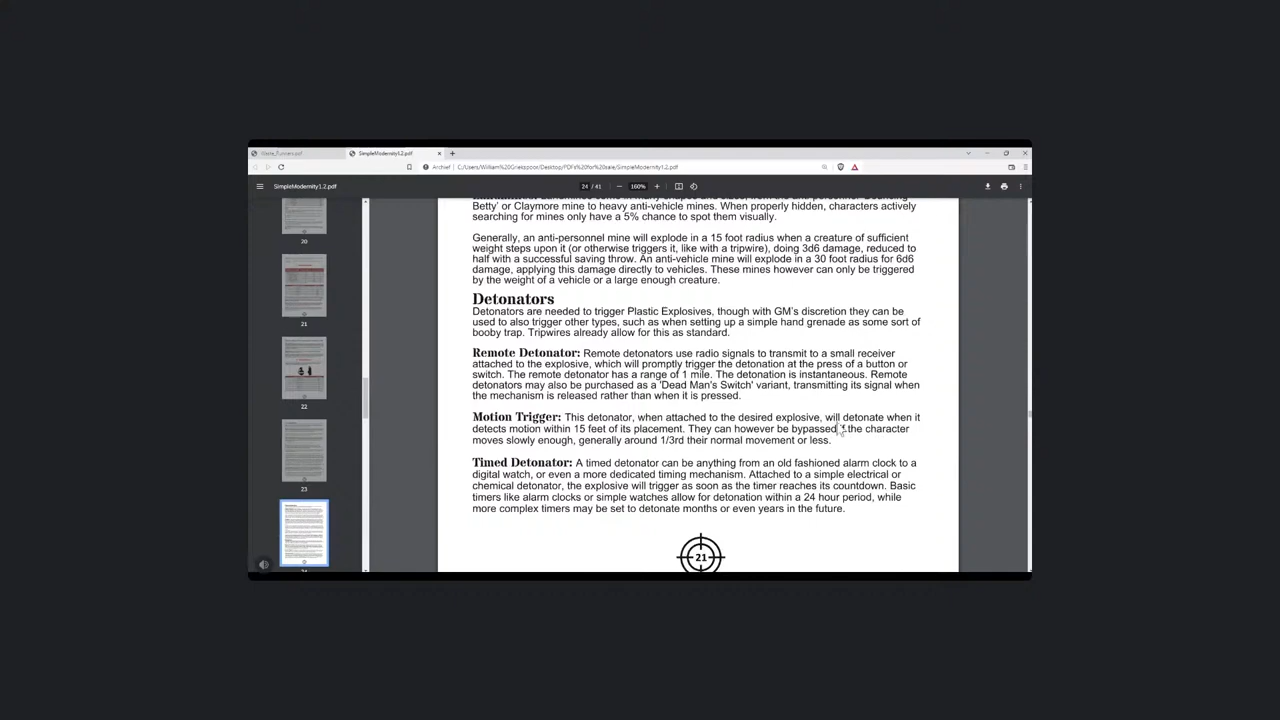 SimpleModernity1.2.pdf
SimpleModernity1.2.pdf
24 / 41
160%
20
21
22
23
Betty' or Claymore mine to heavy anti-vehicle mines. When properly hidden, characters actively
searching for mines only have a 5% chance to spot them visually.
Generally, an anti-personnel mine will explode in a 15 foot radius when a creature of sufficient
weight steps upon it (or otherwise triggers it, like with a tripwire), doing 3d6 damage, reduced to
half with a successful saving throw. An anti-vehicle mine will explode in a 30 foot radius for 6d6
damage, applying this damage directly to vehicles. These mines however can only be triggered
by the weight of a vehicle or a large enough creature.
Detonators
Detonators are needed to trigger Plastic Explosives, though with GM's discretion they can be
used to also trigger other types, such as when setting up a simple hand grenade as some sort of
booby trap. Tripwires already allow for this as standard.
Remote Detonator: Remote detonators use radio signals to transmit to a small receiver
attached to the explosive, which will promptly trigger the detonation at the press of a button or
switch. The remote detonator has a range of 1 mile. The detonation is instantaneous. Remote
detonators may also be purchased as a 'Dead Man's Switch' variant, transmitting its signal when
the mechanism is released rather than when it is pressed.
Motion Trigger: This detonator, when attached to the desired explosive, will detonate when it
detects motion within 15 feet of its placement. They can however be bypassed if the character
moves slowly enough, generally around 1/3rd their normal movement or less.
Timed Detonator: A timed detonator can be anything from an old fashioned alarm clock to a
digital watch, or even a more dedicated timing mechanism. Attached to a simple electrical or
chemical detonator, the explosive will trigger as soon as the timer reaches its countdown. Basic
timers like alarm clocks or simple watches allow for detonation within a 24 hour period, while
more complex timers may be set to detonate months or even years in the future.
21